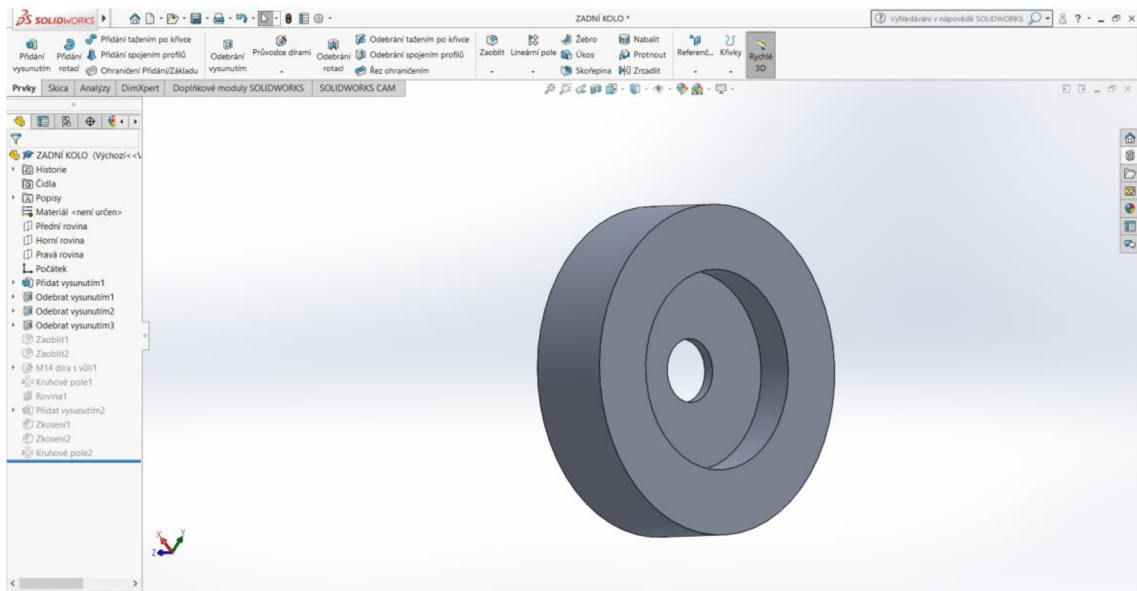 SOLIDWORKS
ZADNÍ KOLO *
Vyhledávání v nápovědě SOLIDWORKS
Přidání vysunutím
Přidání rotací
Přidání tažením po křivce
Přidání spojením profilů
Ohraničení Přidání/Základu
Odebrání vysunutím
Průvodce dírami
Odebrání rotací
Odebrání tažením po křivce
Odebrání spojením profilů
Řez ohraničením
Zaoblit
Lineární pole
Žebro
Úkos
Skořepina
Nabalit
Protnout
Zrcadlit
Referenč...
Křivky
Rychlé 3D
Prvky
Skica
Analýzy
DimXpert
Doplňkové moduly SOLIDWORKS
SOLIDWORKS CAM
ZADNÍ KOLO (Výchozí<<V
Historie
Čidla
Popisy
Materiál <není určen>
Přední rovina
Horní rovina
Pravá rovina
Počátek
Přidat vysunutím1
Odebrat vysunutím1
Odebrat vysunutím2
Odebrat vysunutím3
Zaoblit1
Zaoblit2
M14 díra s vůlí1
Kruhové pole1
Rovina1
Přidat vysunutím2
Zkosení1
Zkosení2
Kruhové pole2
X
Y
Z